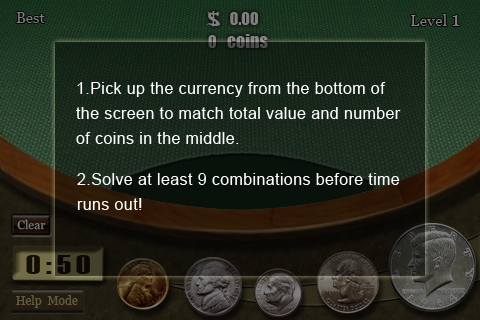 Best
$ 0.00
Level 1
0 coins
1.Pick up the currency from the bottom of
the screen to match total value and number
of coins in the middle.
2.Solve at least 9 combinations before time
runs out!
Clear
0:50
Help Mode